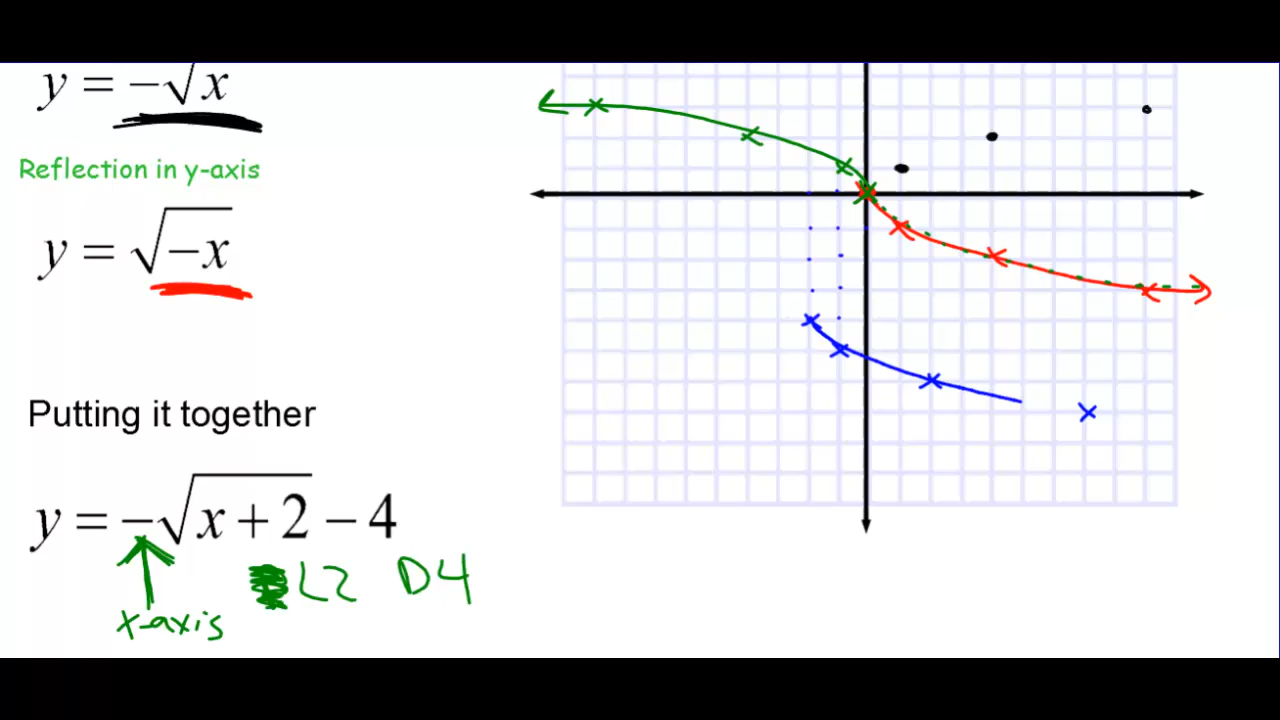 y = −√x
Reflection in y-axis
y = √−x
Putting it together
y = −√x + 2 − 4
L2 D4
x-axis